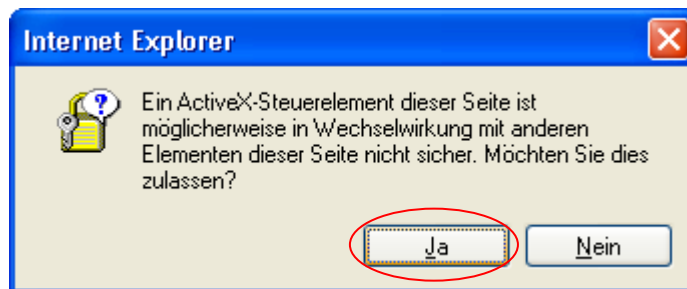 Internet Explorer
Ein ActiveX-Steuerelement dieser Seite ist
möglicherweise in Wechselwirkung mit anderen
Elementen dieser Seite nicht sicher. Möchten Sie dies
zulassen?
Ja Nein